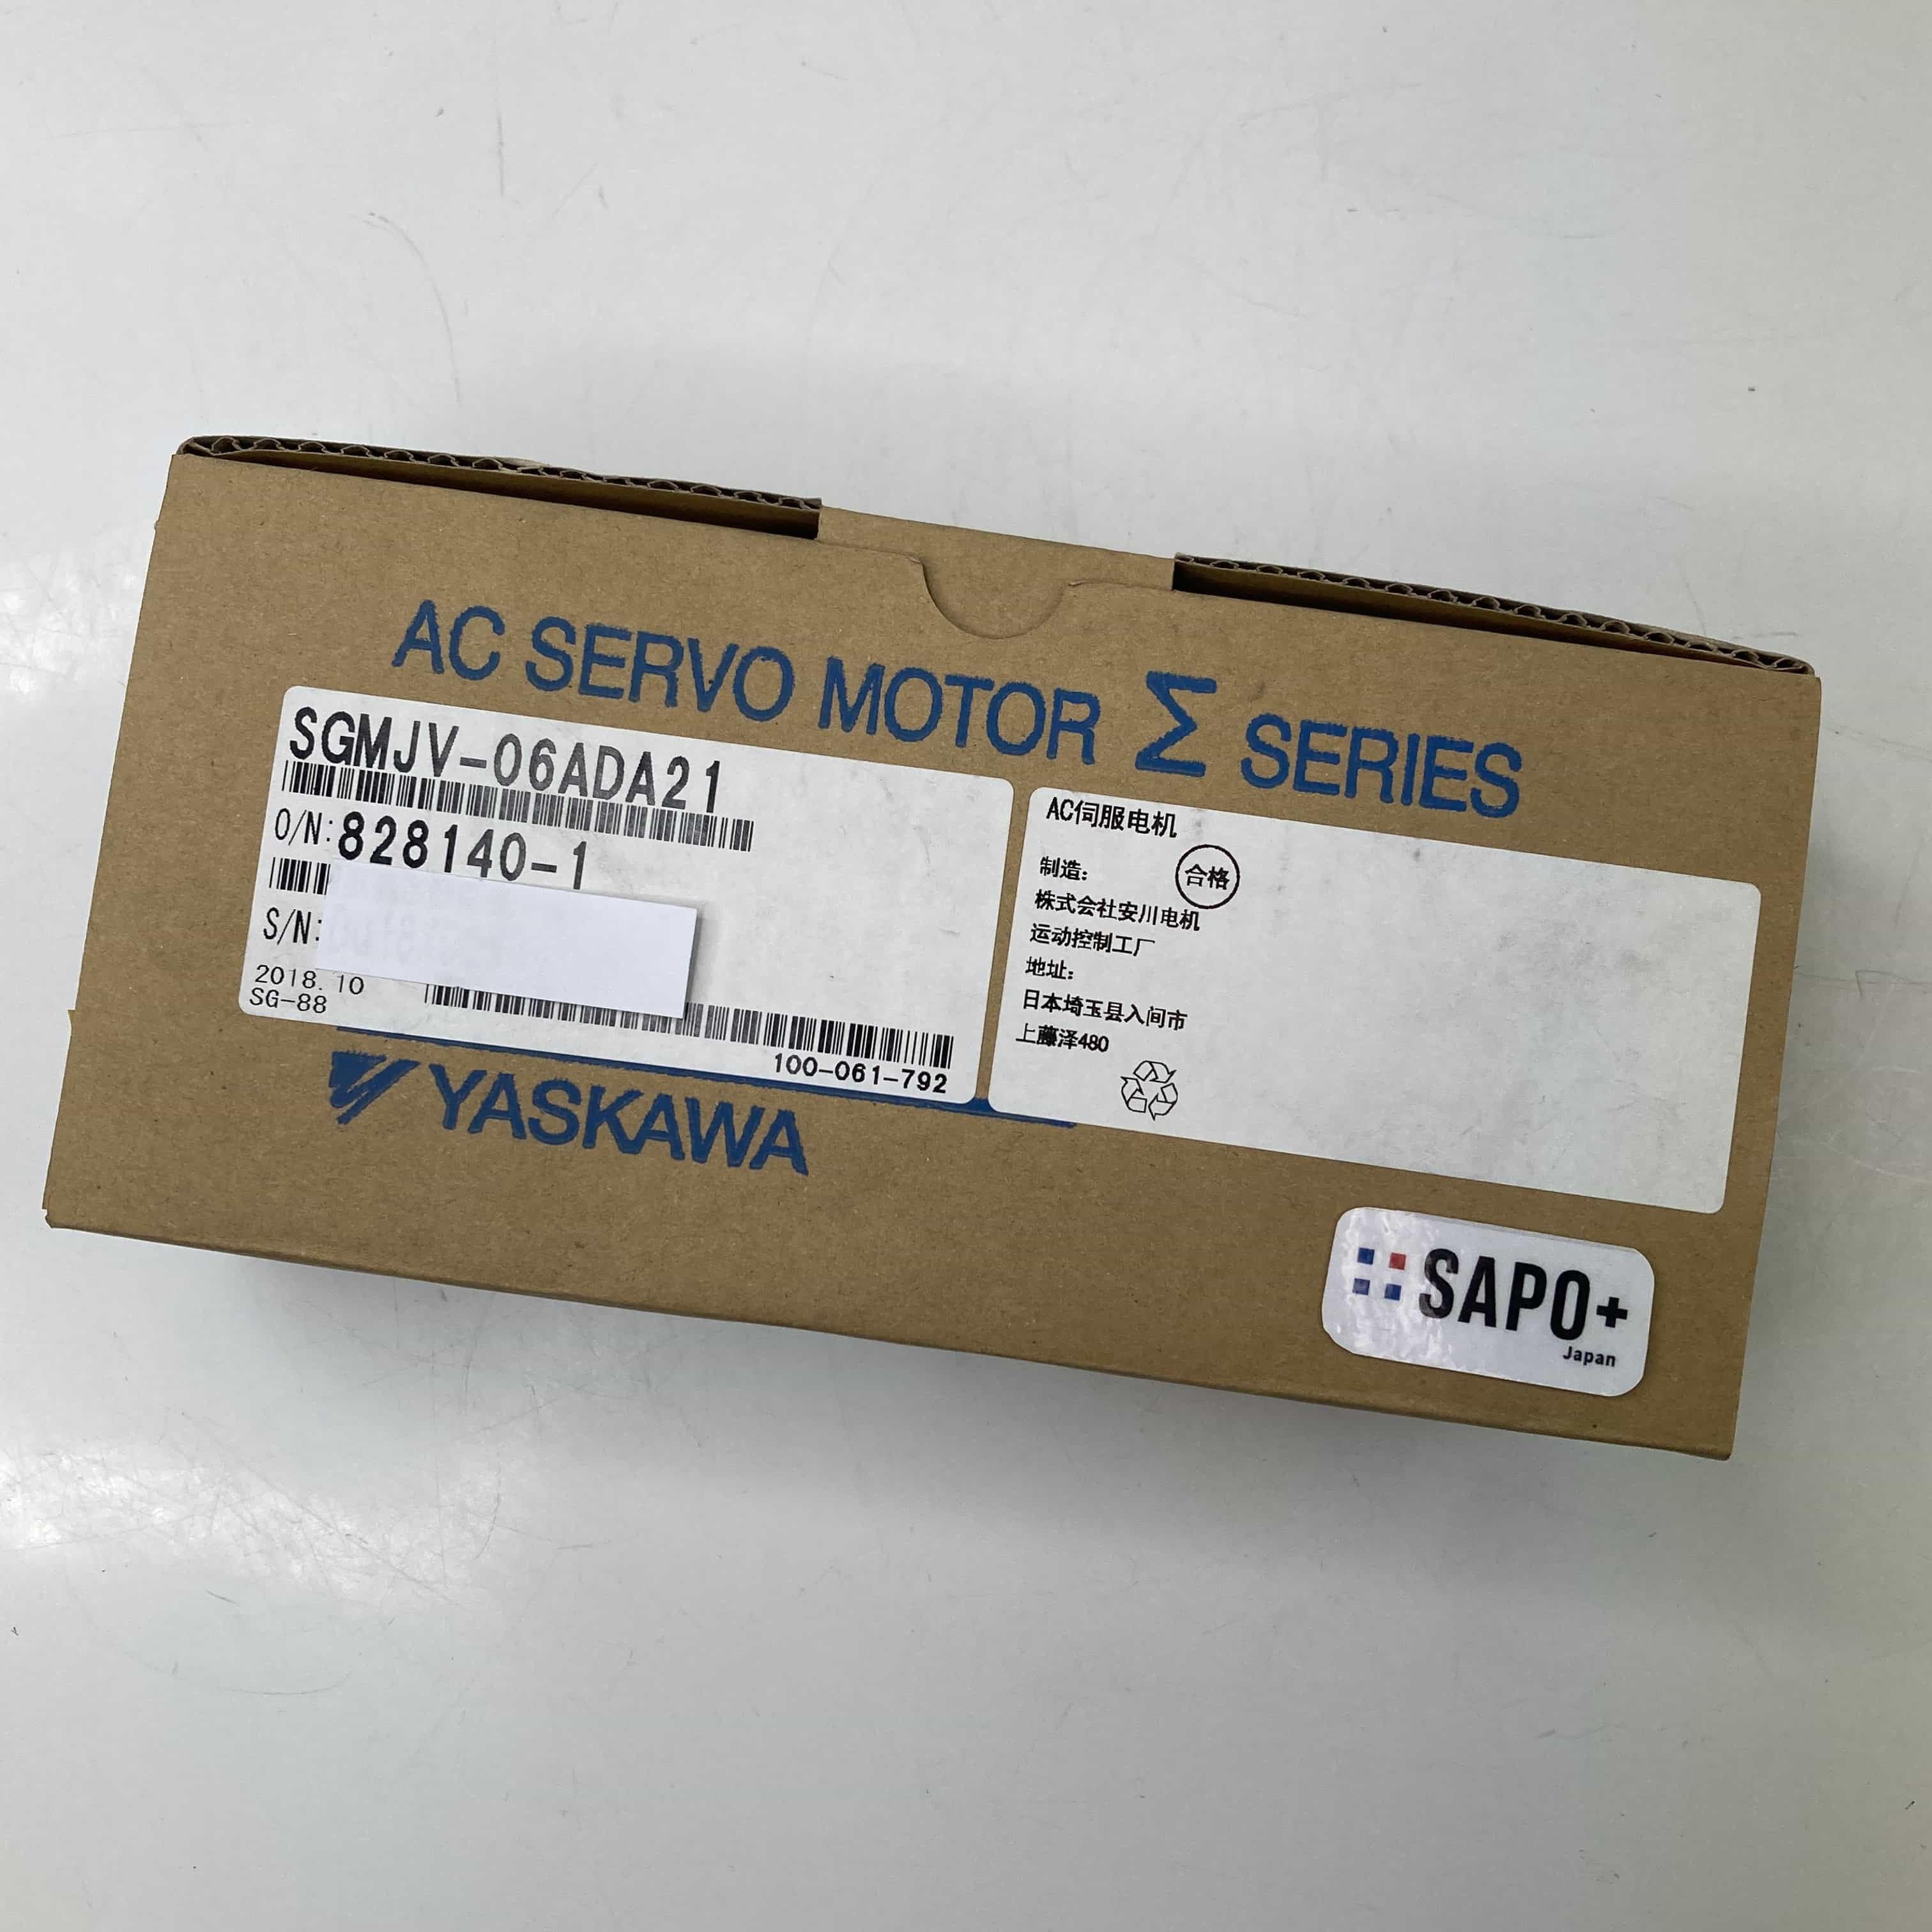 AC SERVO MOTOR Σ SERIES
SGMJV-06ADA21
O/N: 828140-1
S/N:
2018. 10
SG-88
100-061-792
AC伺服电机
制造:
合格
株式会社安川电机
运动控制工厂
地址:
日本埼玉县入间市
上藤泽480
YASKAWA
SAPO+
Japan